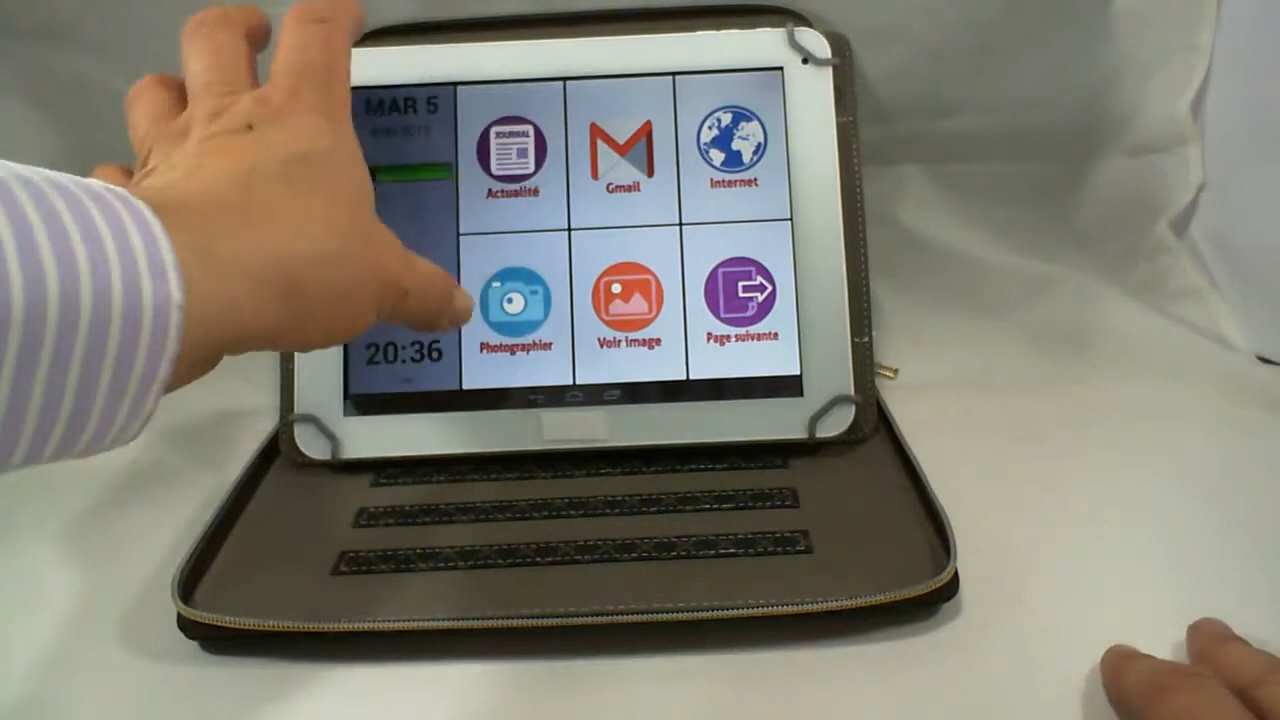 MAR 5
JOURNAL
Actualité
Gmail
Internet
Photographier
Voir image
Page suivante
20:36